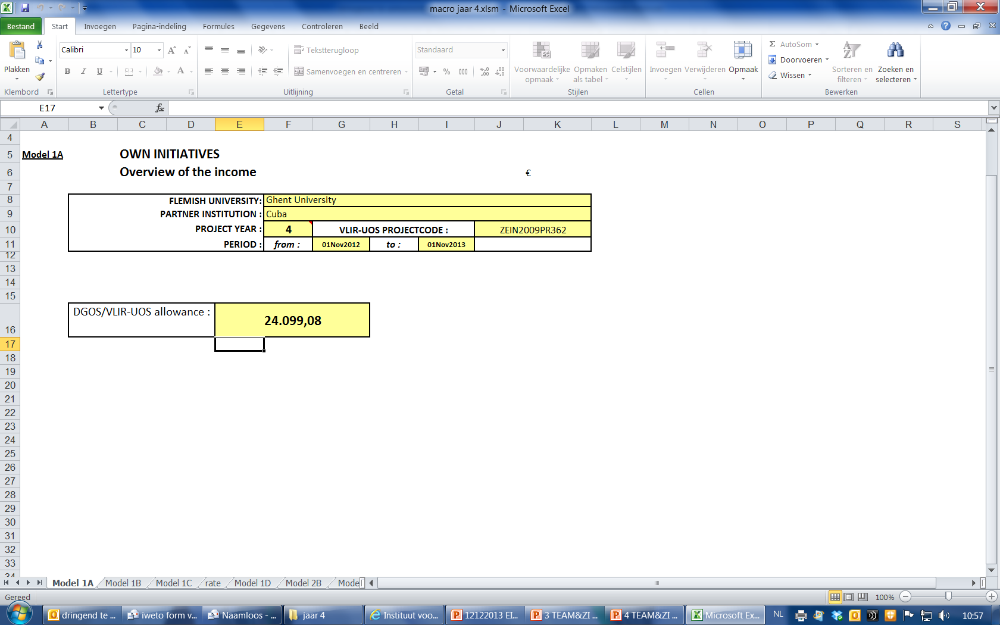 macro jaar 4.xlsm - Microsoft Excel
Bestand Start Invoegen Pagina-indeling Formules Gegevens Controleren Beeld
Calibri 10 Tekstterugloop Standaard Σ AutoSom
Plakken Voorwaardelijke opmaak Opmaken als tabel Celstijlen Invoegen Verwijderen Opmaak Doorvoeren Sorteren en filteren Zoeken en selecteren
B I U A Samenvoegen en centreren % 000 Wissen
Klembord Lettertype Uitlijning Getal Stijlen Cellen Bewerken
E17 fx
A B C D E F G H I J K L M N O P Q R S
4
5 Model 1A OWN INITIATIVES
6 Overview of the income €
7
8 FLEMISH UNIVERSITY: Ghent University
9 PARTNER INSTITUTION : Cuba
10 PROJECT YEAR : 4 VLIR-UOS PROJECTCODE : ZEIN2009PR362
11 PERIOD : from : 01Nov2012 to : 01Nov2013
12
13
14
15
16 DGOS/VLIR-UOS allowance : 24.099,08
17
18
19
20
21
22
23
24
25
26
27
28
29
30
31
32
33
34
Model 1A Model 1B Model 1C rate Model 1D Model 2B Mode
Gereed 100%
dringend te ... iweto form v... Naamloos - ... jaar 4 Instituut voo... 12122013 EI... 3 TEAM&ZI ... 4 TEAM&ZI ... Microsoft Ex... NL 10:57